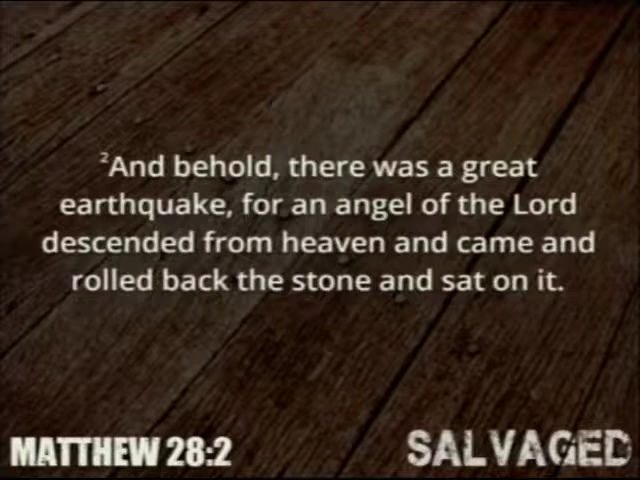 ²And behold, there was a great
earthquake, for an angel of the Lord
descended from heaven and came and
rolled back the stone and sat on it.
MATTHEW 28:2
SALVAGED